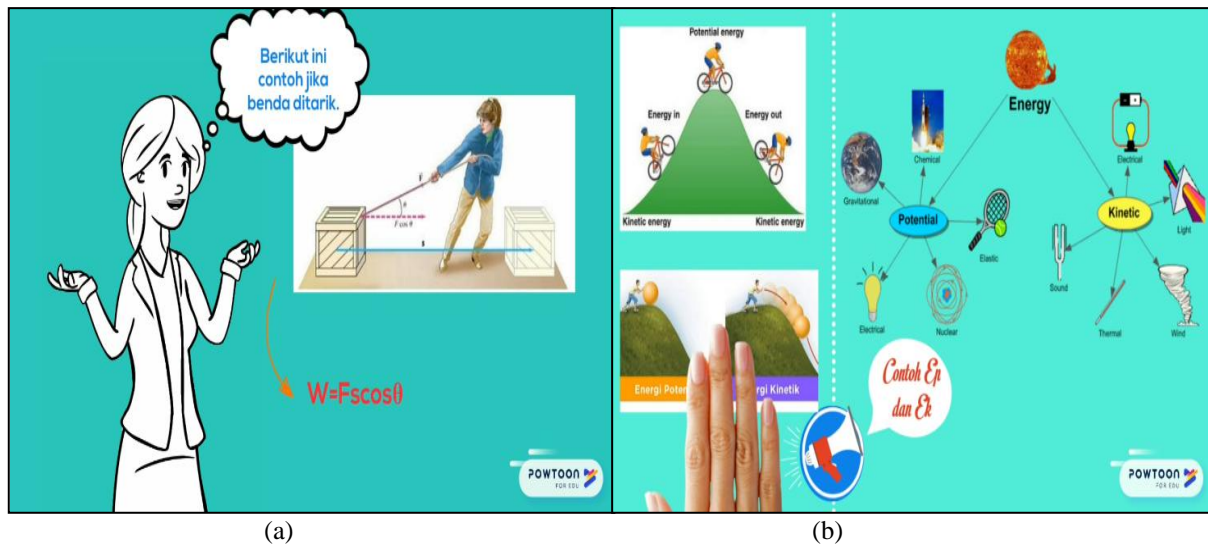 Berikut ini
contoh jika
benda ditarik.
F
θ
F cos θ
s
W=Fscosθ
POWTOON
FOR EDU
(a)
Potential energy
Energy in
Energy out
Kinetic energy
Kinetic energy
Energi Poten
rgi Kinetik
Energy
Chemical
Gravitational
Potential
Elastic
Electrical
Nuclear
Electrical
Kinetic
Light
Sound
Thermal
Wind
Contoh Ep
dan Ek
POWTOON
FOR EDU
(b)